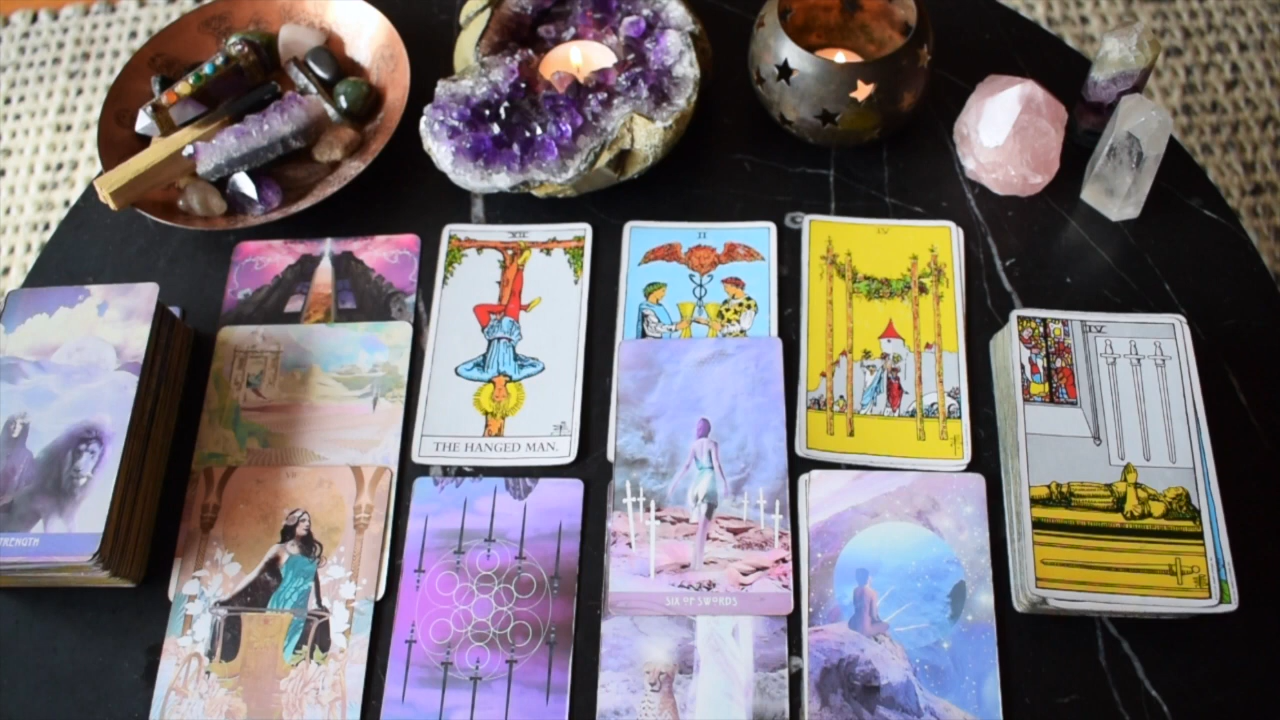 XII
II
IV
IV
THE HANGED MAN.
TRENGTH
SIX OF SWORDS